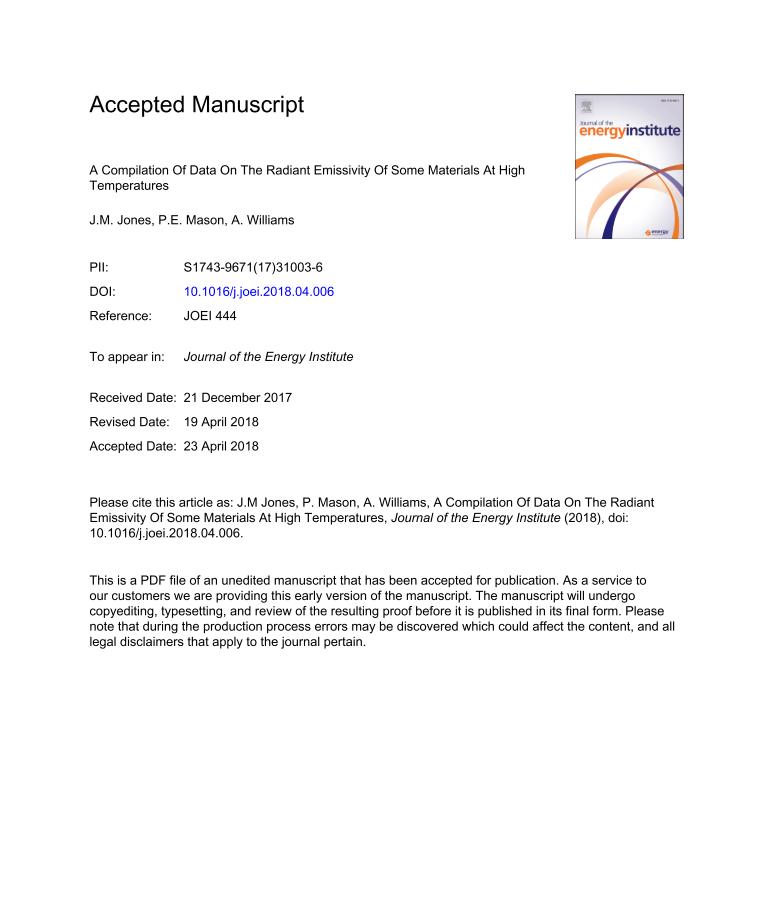 Accepted Manuscript
A Compilation Of Data On The Radiant Emissivity Of Some Materials At High
Temperatures
J.M. Jones, P.E. Mason, A. Williams
PII: S1743-9671(17)31003-6
DOI: 10.1016/j.joei.2018.04.006
Reference: JOEI 444
To appear in: Journal of the Energy Institute
Received Date: 21 December 2017
Revised Date: 19 April 2018
Accepted Date: 23 April 2018
Please cite this article as: J.M Jones, P. Mason, A. Williams, A Compilation Of Data On The Radiant
Emissivity Of Some Materials At High Temperatures, Journal of the Energy Institute (2018), doi:
10.1016/j.joei.2018.04.006.
This is a PDF file of an unedited manuscript that has been accepted for publication. As a service to
our customers we are providing this early version of the manuscript. The manuscript will undergo
copyediting, typesetting, and review of the resulting proof before it is published in its final form. Please
note that during the production process errors may be discovered which could affect the content, and all
legal disclaimers that apply to the journal pertain.
Journal of the
energyinstitute
energy